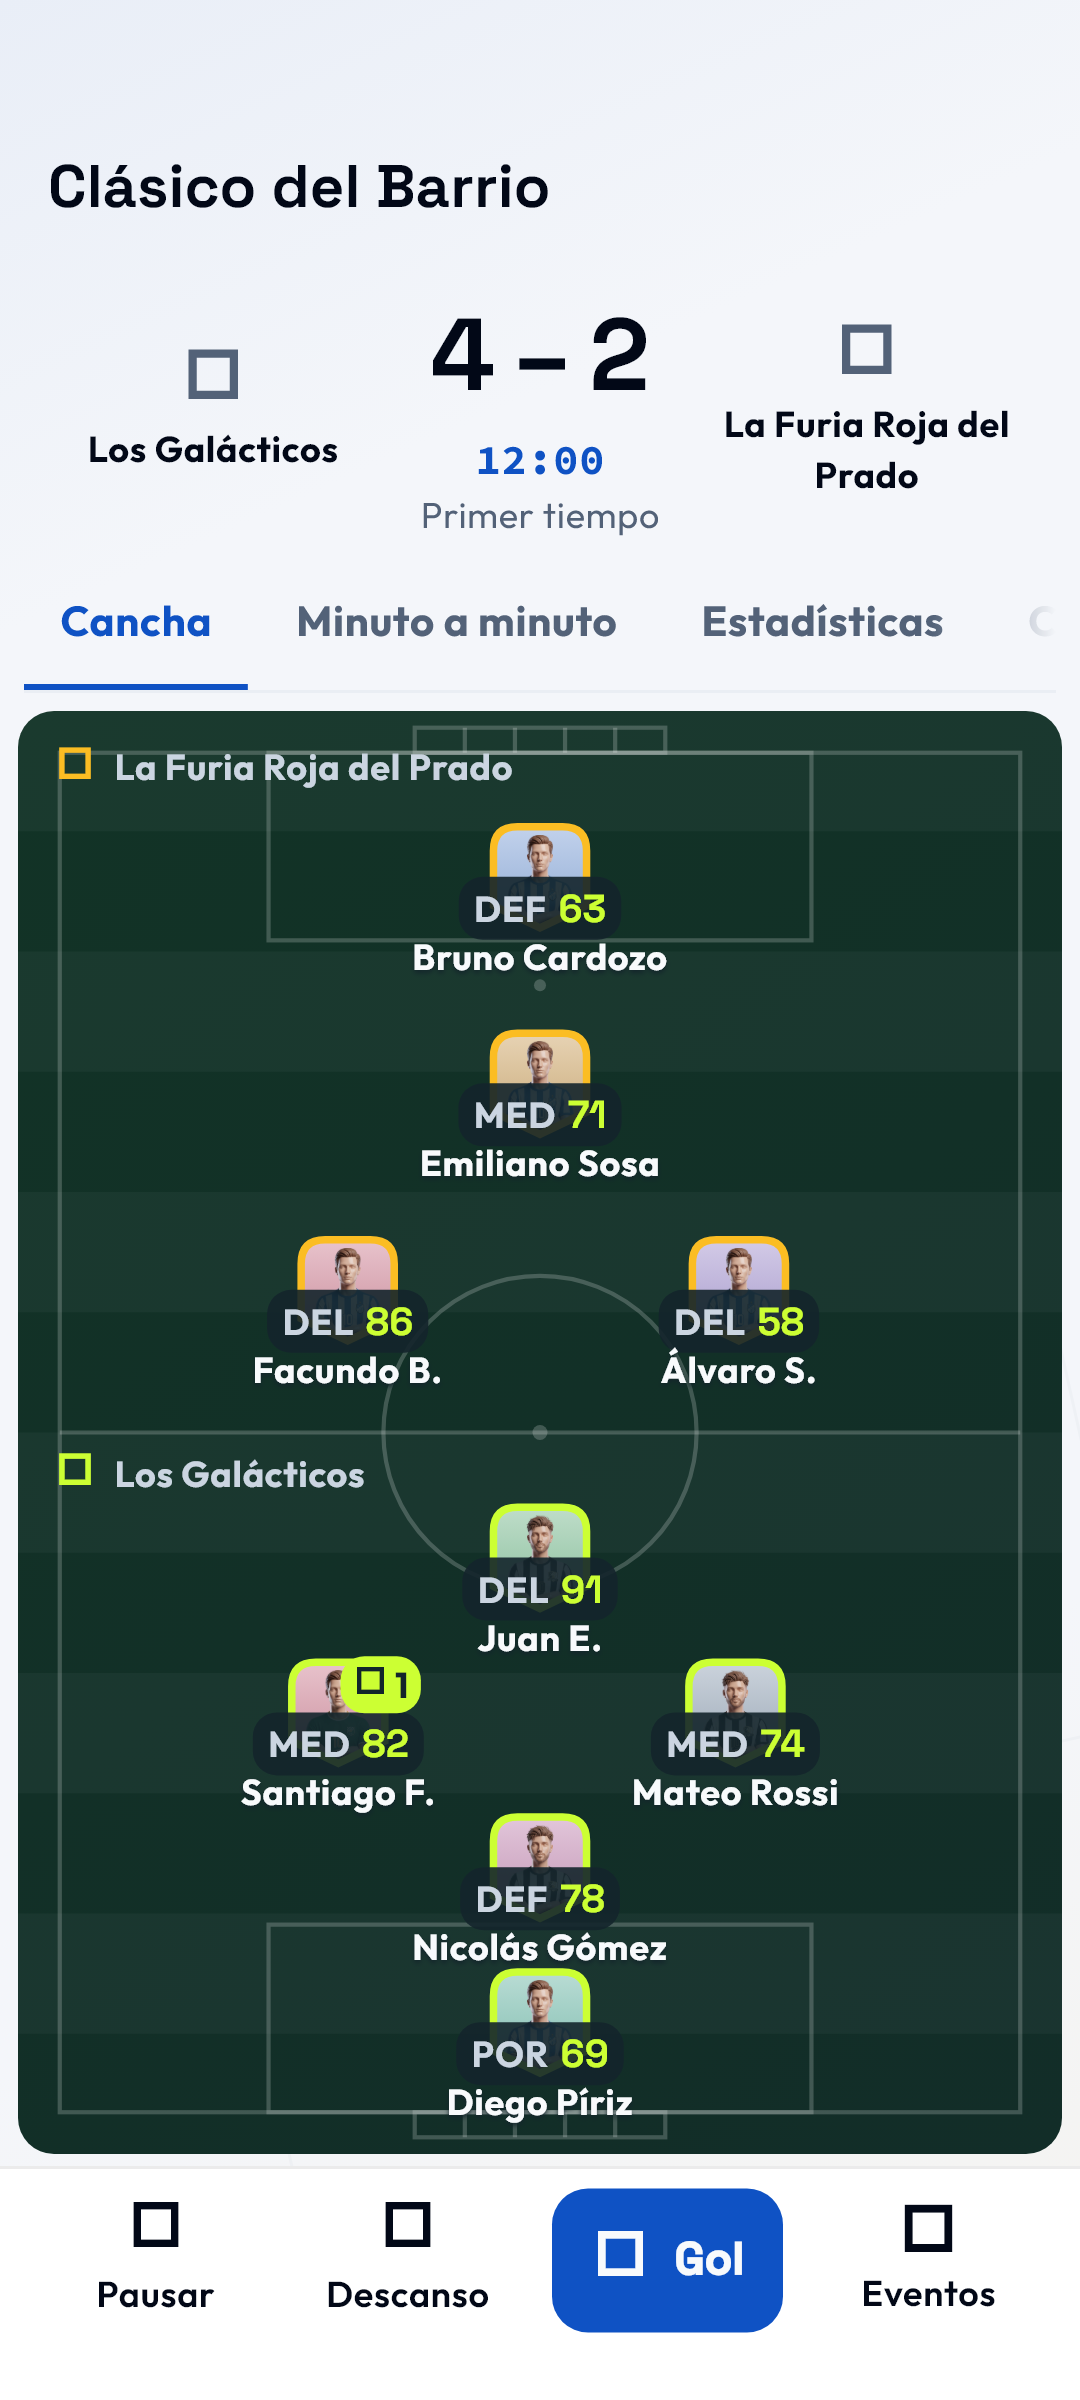 Clásico del Barrio
4 – 2
Los Galácticos
La Furia Roja del
Prado
12:00
Primer tiempo
Cancha
Minuto a minuto
Estadísticas
La Furia Roja del Prado
DEF 63
Bruno Cardozo
MED 71
Emiliano Sosa
DEL 86
Facundo B.
DEL 58
Álvaro S.
Los Galácticos
DEL 91
Juan E.
1
MED 82
Santiago F.
MED 74
Mateo Rossi
DEF 78
Nicolás Gómez
POR 69
Diego Píriz
Pausar
Descanso
Gol
Eventos